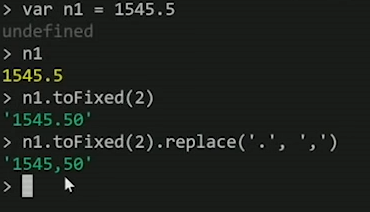 > var n1 = 1545.5
undefined
> n1
1545.5
> n1.toFixed(2)
'1545.50'
> n1.toFixed(2).replace('.', ',')
'1545,50'
>